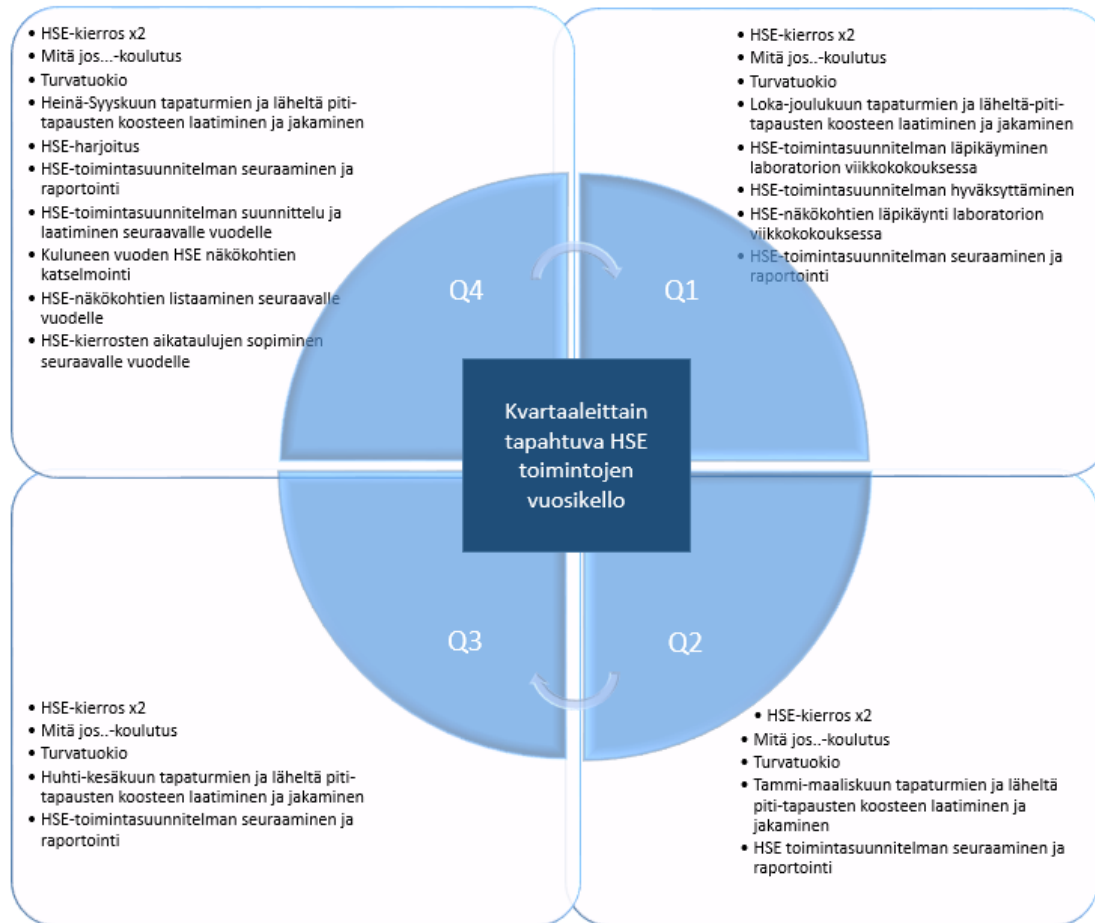 • HSE-kierros x2
• Mitä jos...-koulutus
• Turvatuokio
• Heinä-Syyskuun tapaturmien ja läheltä piti-
tapausten koosteen laatiminen ja jakaminen
• HSE-harjoitus
• HSE-toimintasuunnitelman seuraaminen ja
raportointi
• HSE-toimintasuunnitelman suunnittelu ja
laatiminen seuraavalle vuodelle
• Kuluneen vuoden HSE näkökohtien
katselmointi
• HSE-näkökohtien listaaminen seuraavalle
vuodelle
• HSE-kierrosten aikataulujen sopiminen
seuraavalle vuodelle
• HSE-kierros x2
• Mitä jos..-koulutus
• Turvatuokio
• Loka-joulukuun tapaturmien ja läheltä-piti-
tapausten koosteen laatiminen ja jakaminen
• HSE-toimintasuunnitelman läpikäyminen
laboratorion viikkokokouksessa
• HSE-toimintasuunnitelman hyväksyttäminen
• HSE-näkökohtien läpikäynti laboratorion
viikkokokouksessa
• HSE-toimintasuunnitelman seuraaminen ja
raportointi
Q4
Q1
Kvartaaleittain
tapahtuva HSE
toimintojen
vuosikello
Q3
Q2
• HSE-kierros x2
• Mitä jos..-koulutus
• Turvatuokio
• Huhti-kesäkuun tapaturmien ja läheltä piti-
tapausten koosteen laatiminen ja jakaminen
• HSE-toimintasuunnitelman seuraaminen ja
raportointi
• HSE-kierros x2
• Mitä jos..-koulutus
• Turvatuokio
• Tammi-maaliskuun tapaturmien ja läheltä
piti-tapausten koosteen laatiminen ja
jakaminen
• HSE toimintasuunnitelman seuraaminen ja
raportointi